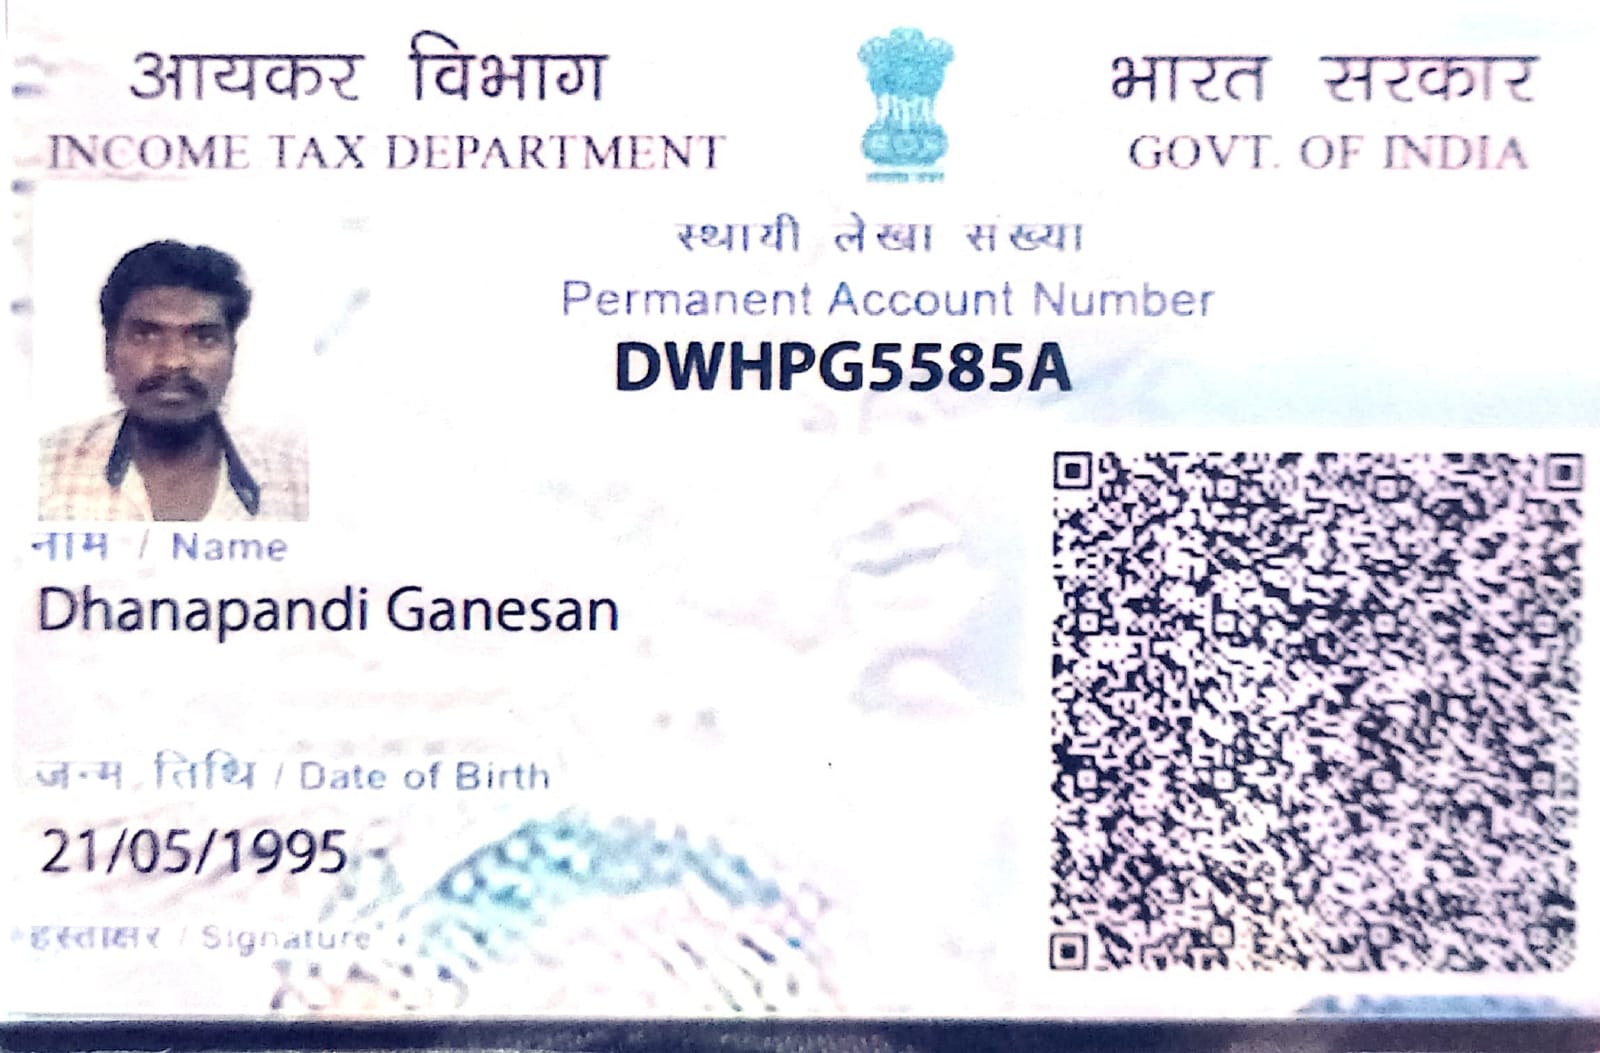 आयकर विभाग
INCOME TAX DEPARTMENT
भारत सरकार
GOVT. OF INDIA
स्थायी लेखा संख्या
Permanent Account Number
DWHPG5585A
नाम / Name
Dhanapandi Ganesan
जन्म तिथि / Date of Birth
21/05/1995
हस्ताक्षर / Signature